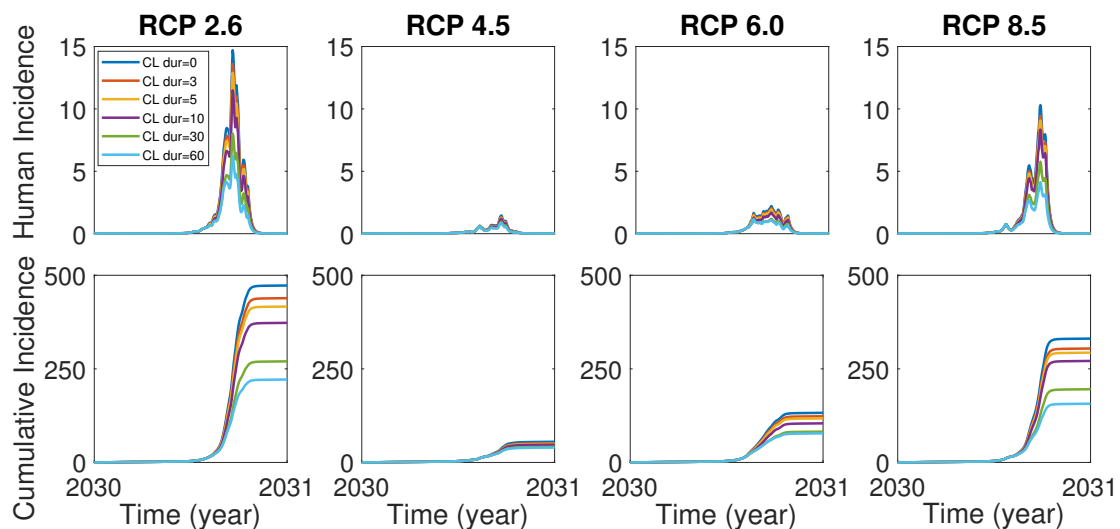 RCP 2.6 RCP 4.5 RCP 6.0 RCP 8.5
Human Incidence
15 15 15 15
10 10 10 10
5 5 5 5
0 0 0 0
CL dur=0
CL dur=3
CL dur=5
CL dur=10
CL dur=30
CL dur=60
Cumulative Incidence
500 500 500 500
250 250 250 250
0 0 0 0
2030 2031 2030 2031 2030 2031 2030 2031
Time (year) Time (year) Time (year) Time (year)